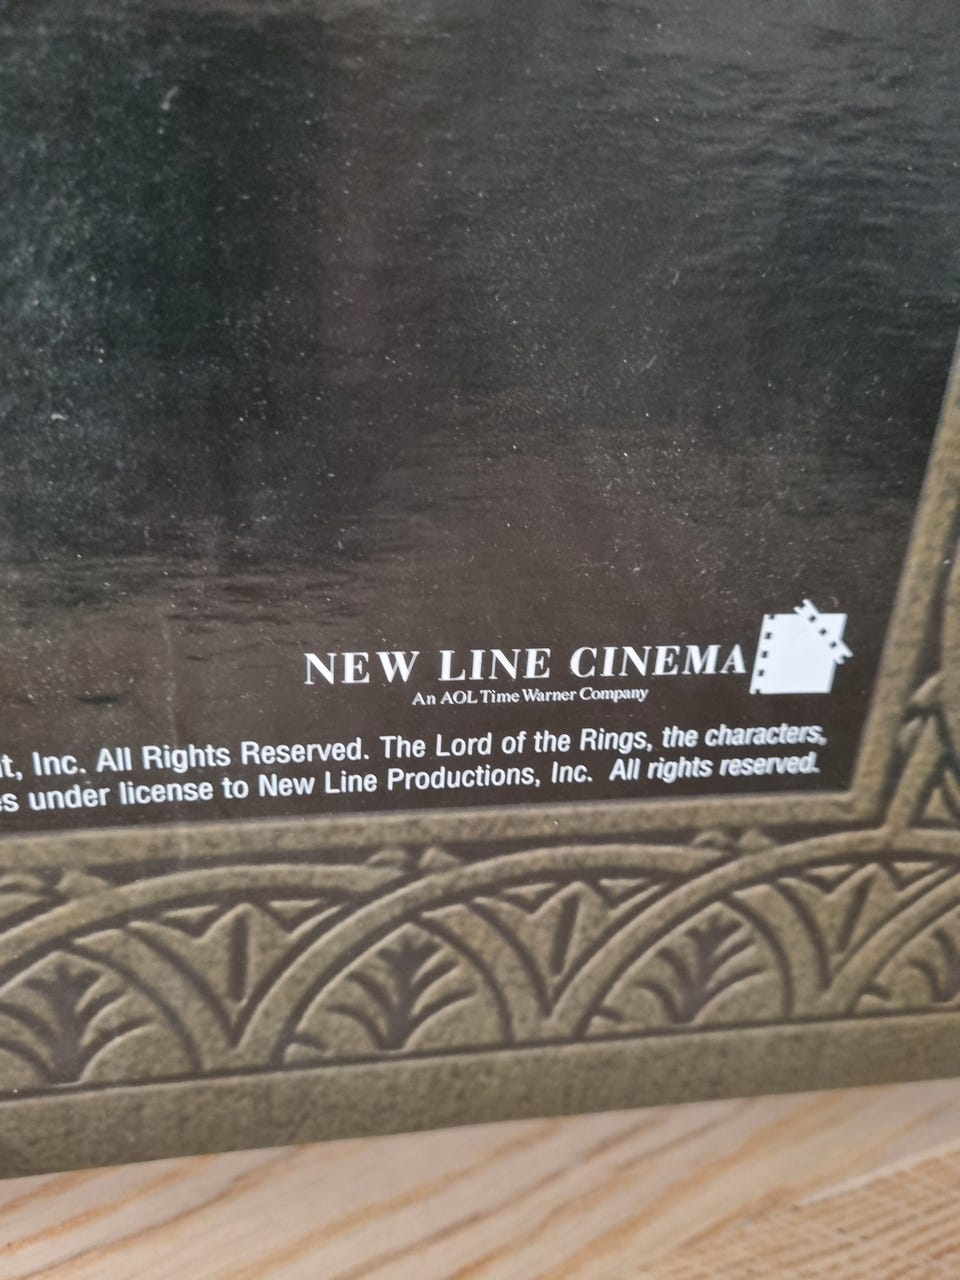 NEW LINE CINEMA
An AOL Time Warner Company
t, Inc. All Rights Reserved. The Lord of the Rings, the characters,
es under license to New Line Productions, Inc. All rights reserved.